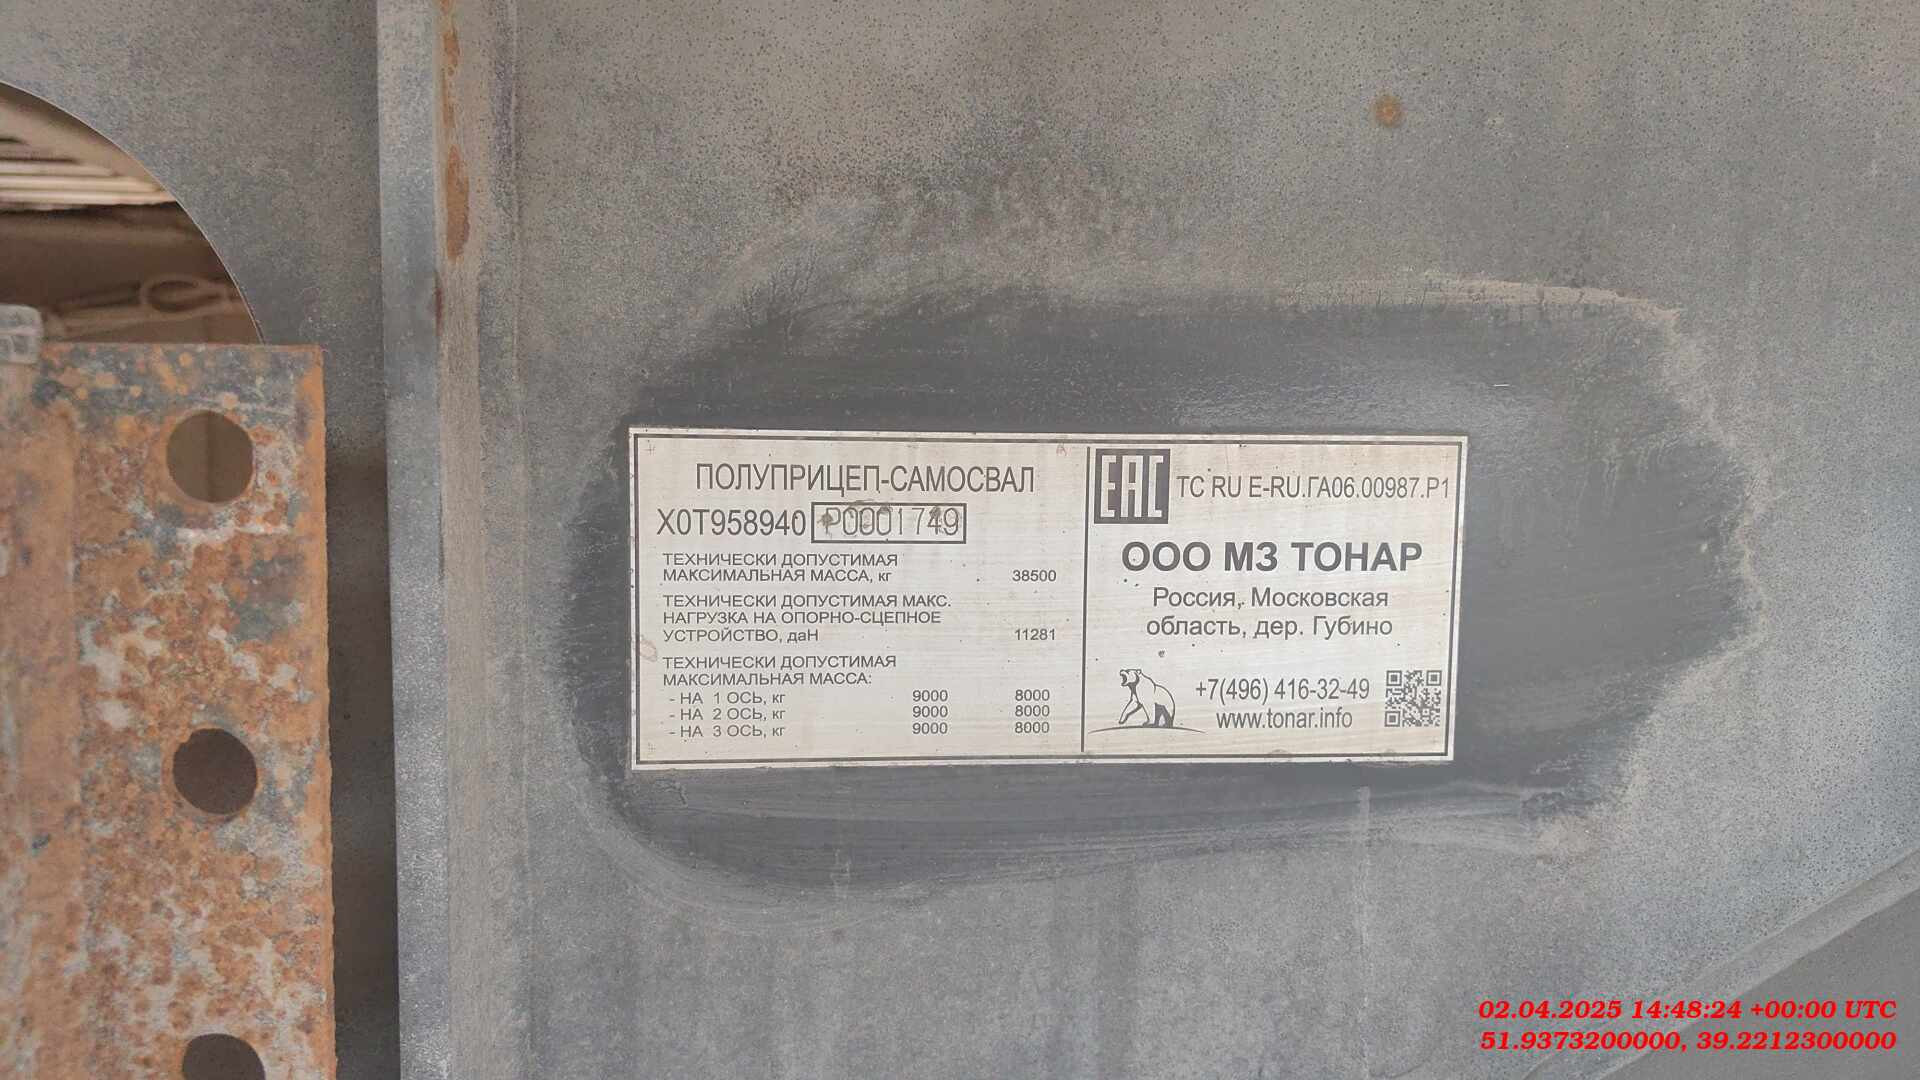 ПОЛУПРИЦЕП-САМОСВАЛ
X0T958940 P0001749
ТЕХНИЧЕСКИ ДОПУСТИМАЯ
МАКСИМАЛЬНАЯ МАССА, кг 38500
ТЕХНИЧЕСКИ ДОПУСТИМАЯ МАКС.
НАГРУЗКА НА ОПОРНО-СЦЕПНОЕ
УСТРОЙСТВО, даН 11281
ТЕХНИЧЕСКИ ДОПУСТИМАЯ
МАКСИМАЛЬНАЯ МАССА:
- НА 1 ОСЬ, кг 9000 8000
- НА 2 ОСЬ, кг 9000 8000
- НА 3 ОСЬ, кг 9000 8000
EAC ТС RU E-RU.ГА06.00987.Р1
ООО МЗ ТОНАР
Россия, Московская
область, дер. Губино
+7(496) 416-32-49
www.tonar.info
02.04.2025 14:48:24 +00:00 UTC
51.9373200000, 39.2212300000